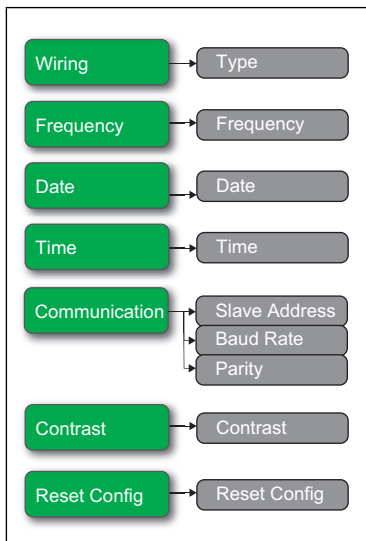 Wiring
Type
Frequency
Frequency
Date
Date
Time
Time
Communication
Slave Address
Baud Rate
Parity
Contrast
Contrast
Reset Config
Reset Config